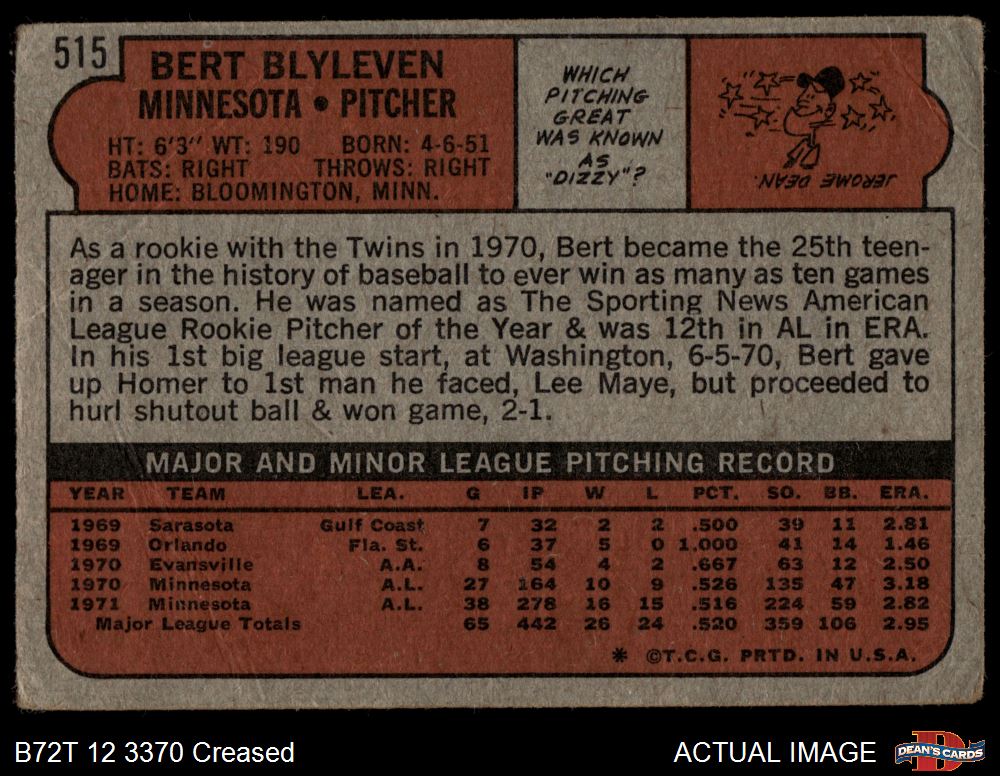 515
BERT BLYLEVEN
MINNESOTA • PITCHER
HT: 6'3" WT: 190 BORN: 4-6-51
BATS: RIGHT THROWS: RIGHT
HOME: BLOOMINGTON, MINN.
WHICH
PITCHING
GREAT
WAS KNOWN
AS
"DIZZY"?
JEROME DEAN.
As a rookie with the Twins in 1970, Bert became the 25th teen-
ager in the history of baseball to ever win as many as ten games
in a season. He was named as The Sporting News American
League Rookie Pitcher of the Year & was 12th in AL in ERA.
In his 1st big league start, at Washington, 6-5-70, Bert gave
up Homer to 1st man he faced, Lee Maye, but proceeded to
hurl shutout ball & won game, 2-1.
MAJOR AND MINOR LEAGUE PITCHING RECORD
YEAR TEAM LEA. G IP W L PCT. SO. BB. ERA.
1969 Sarasota Gulf Coast 7 32 2 2 .500 39 11 2.81
1969 Orlando Fla. St. 6 37 5 0 1.000 41 14 1.46
1970 Evansville A.A. 8 54 4 2 .667 63 12 2.50
1970 Minnesota A.L. 27 164 10 9 .526 135 47 3.18
1971 Minnesota A.L. 38 278 16 15 .516 224 59 2.82
Major League Totals 65 442 26 24 .520 359 106 2.95
* ©T.C.G. PRTD. IN U.S.A.
B72T 12 3370 Creased
ACTUAL IMAGE
D
DEAN'S CARDS